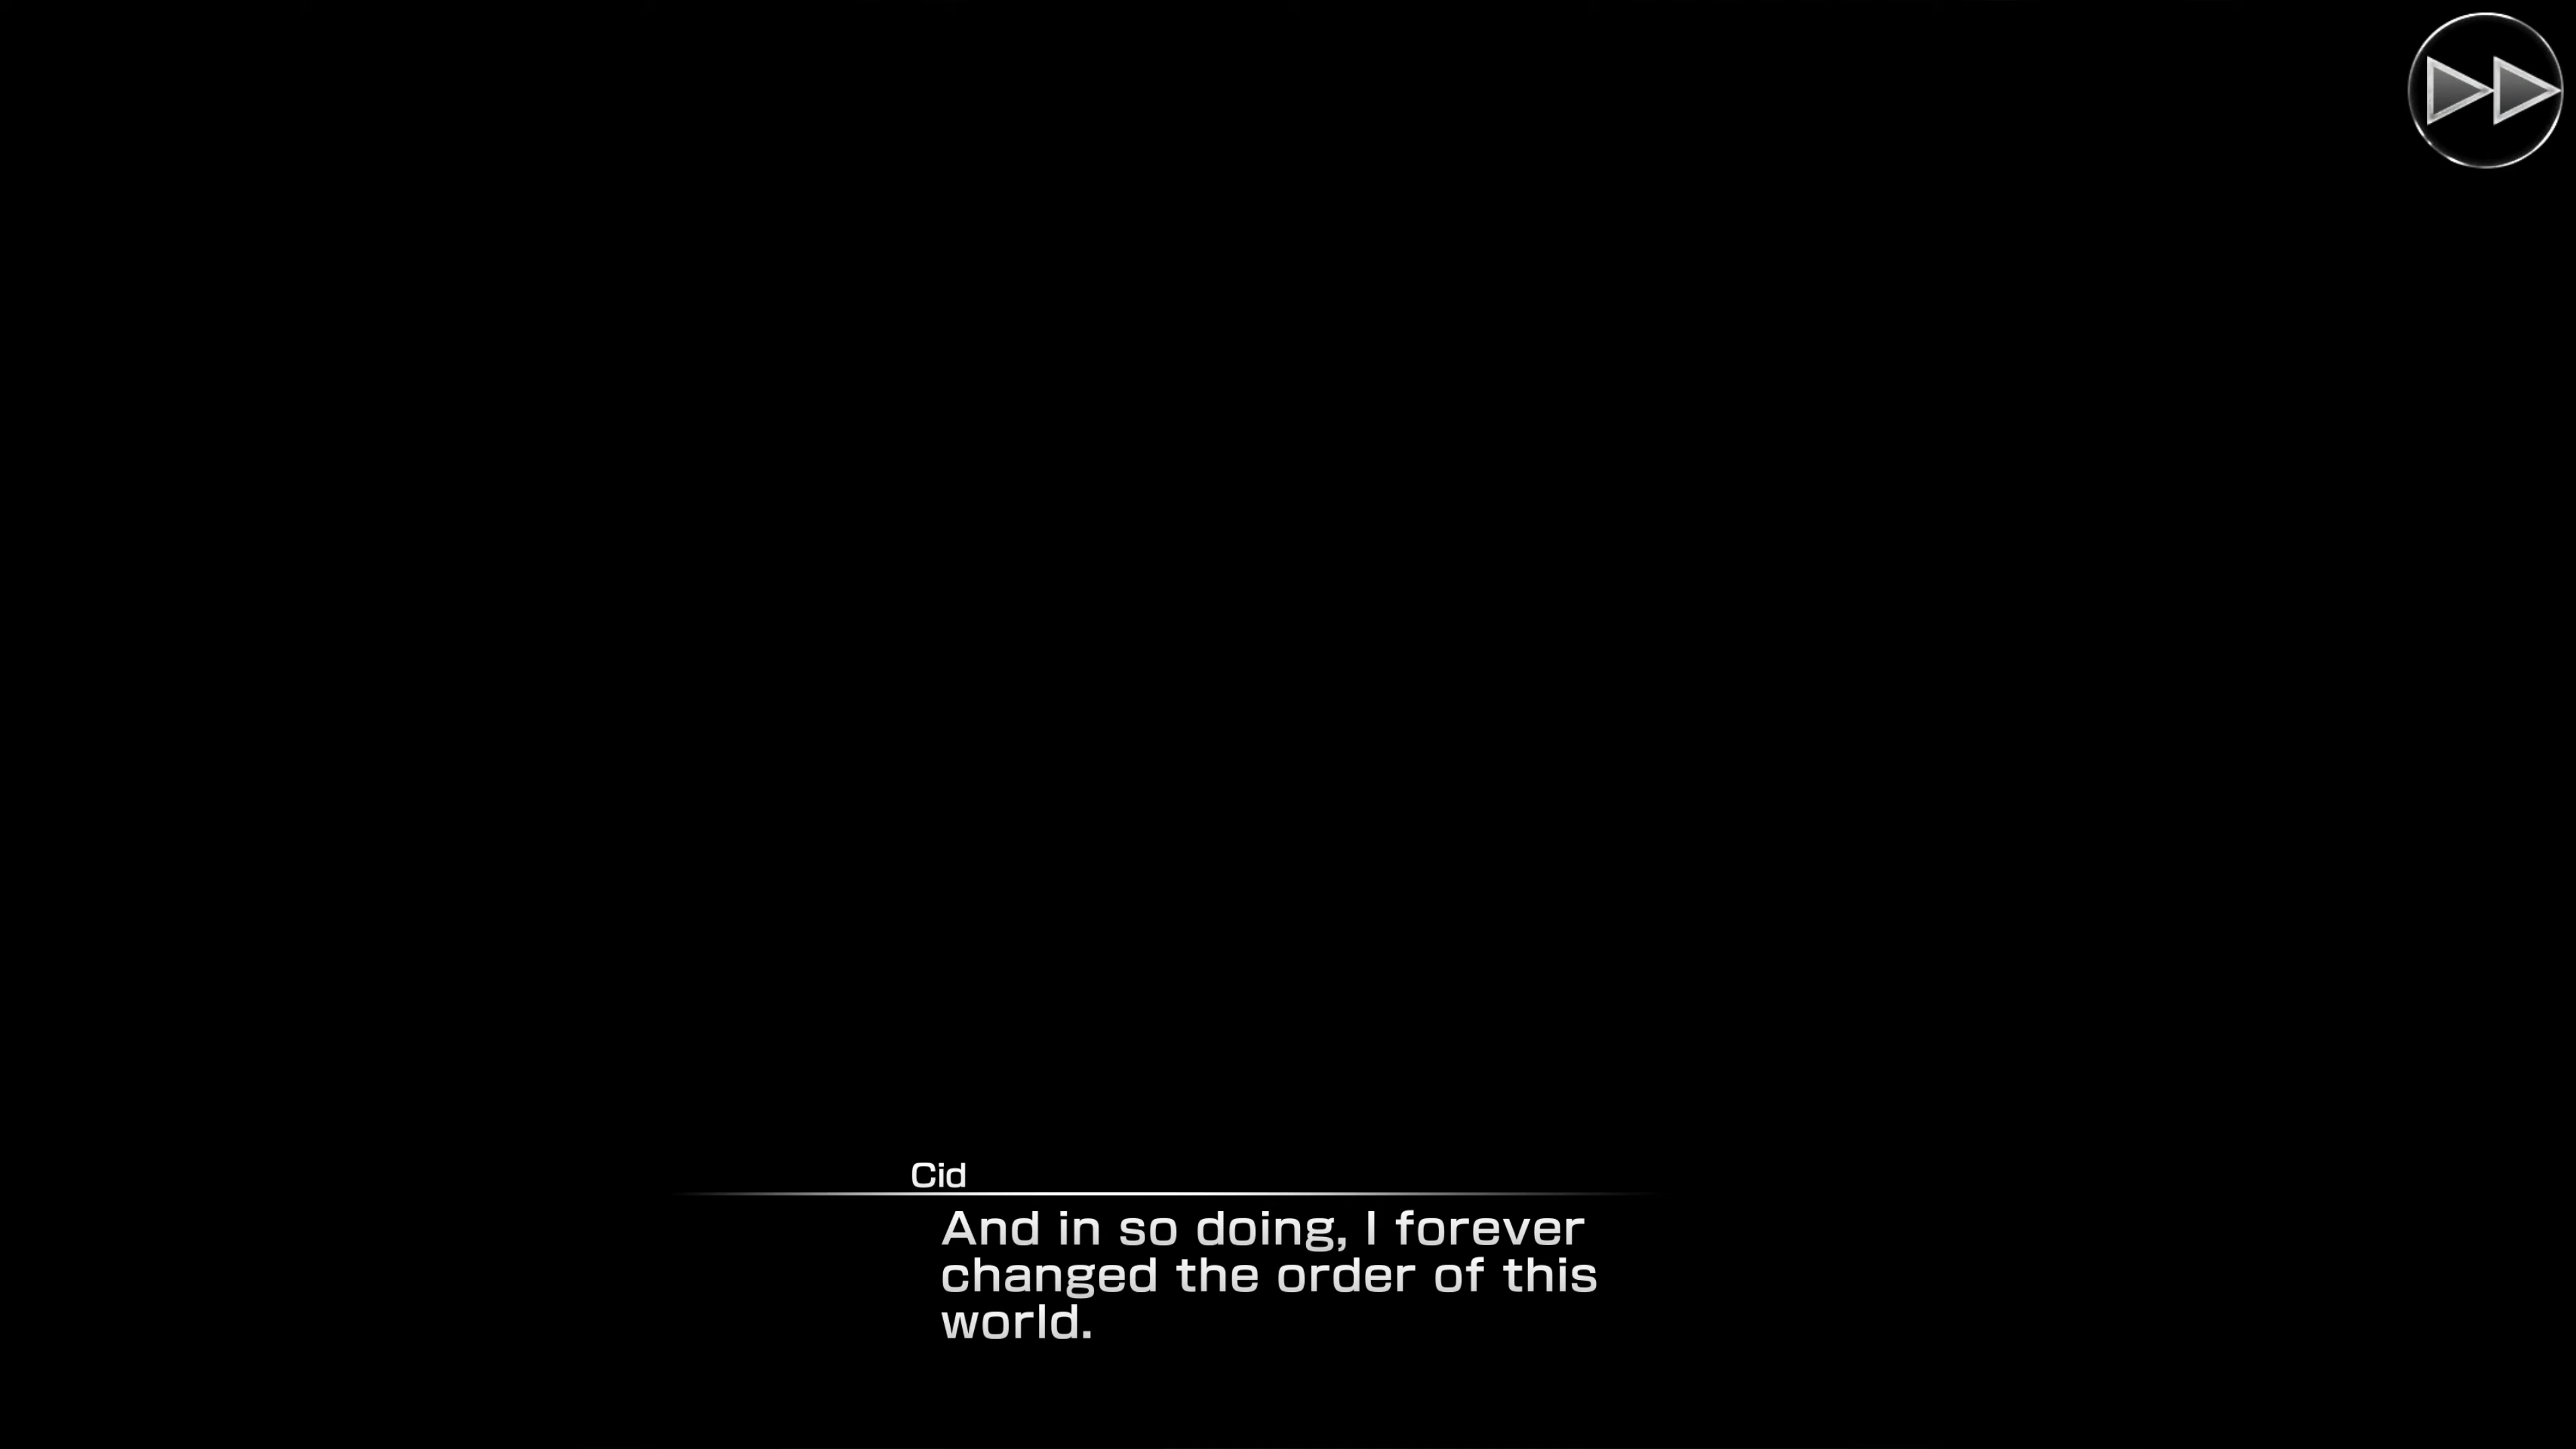 Cid
And in so doing, I forever
changed the order of this
world.